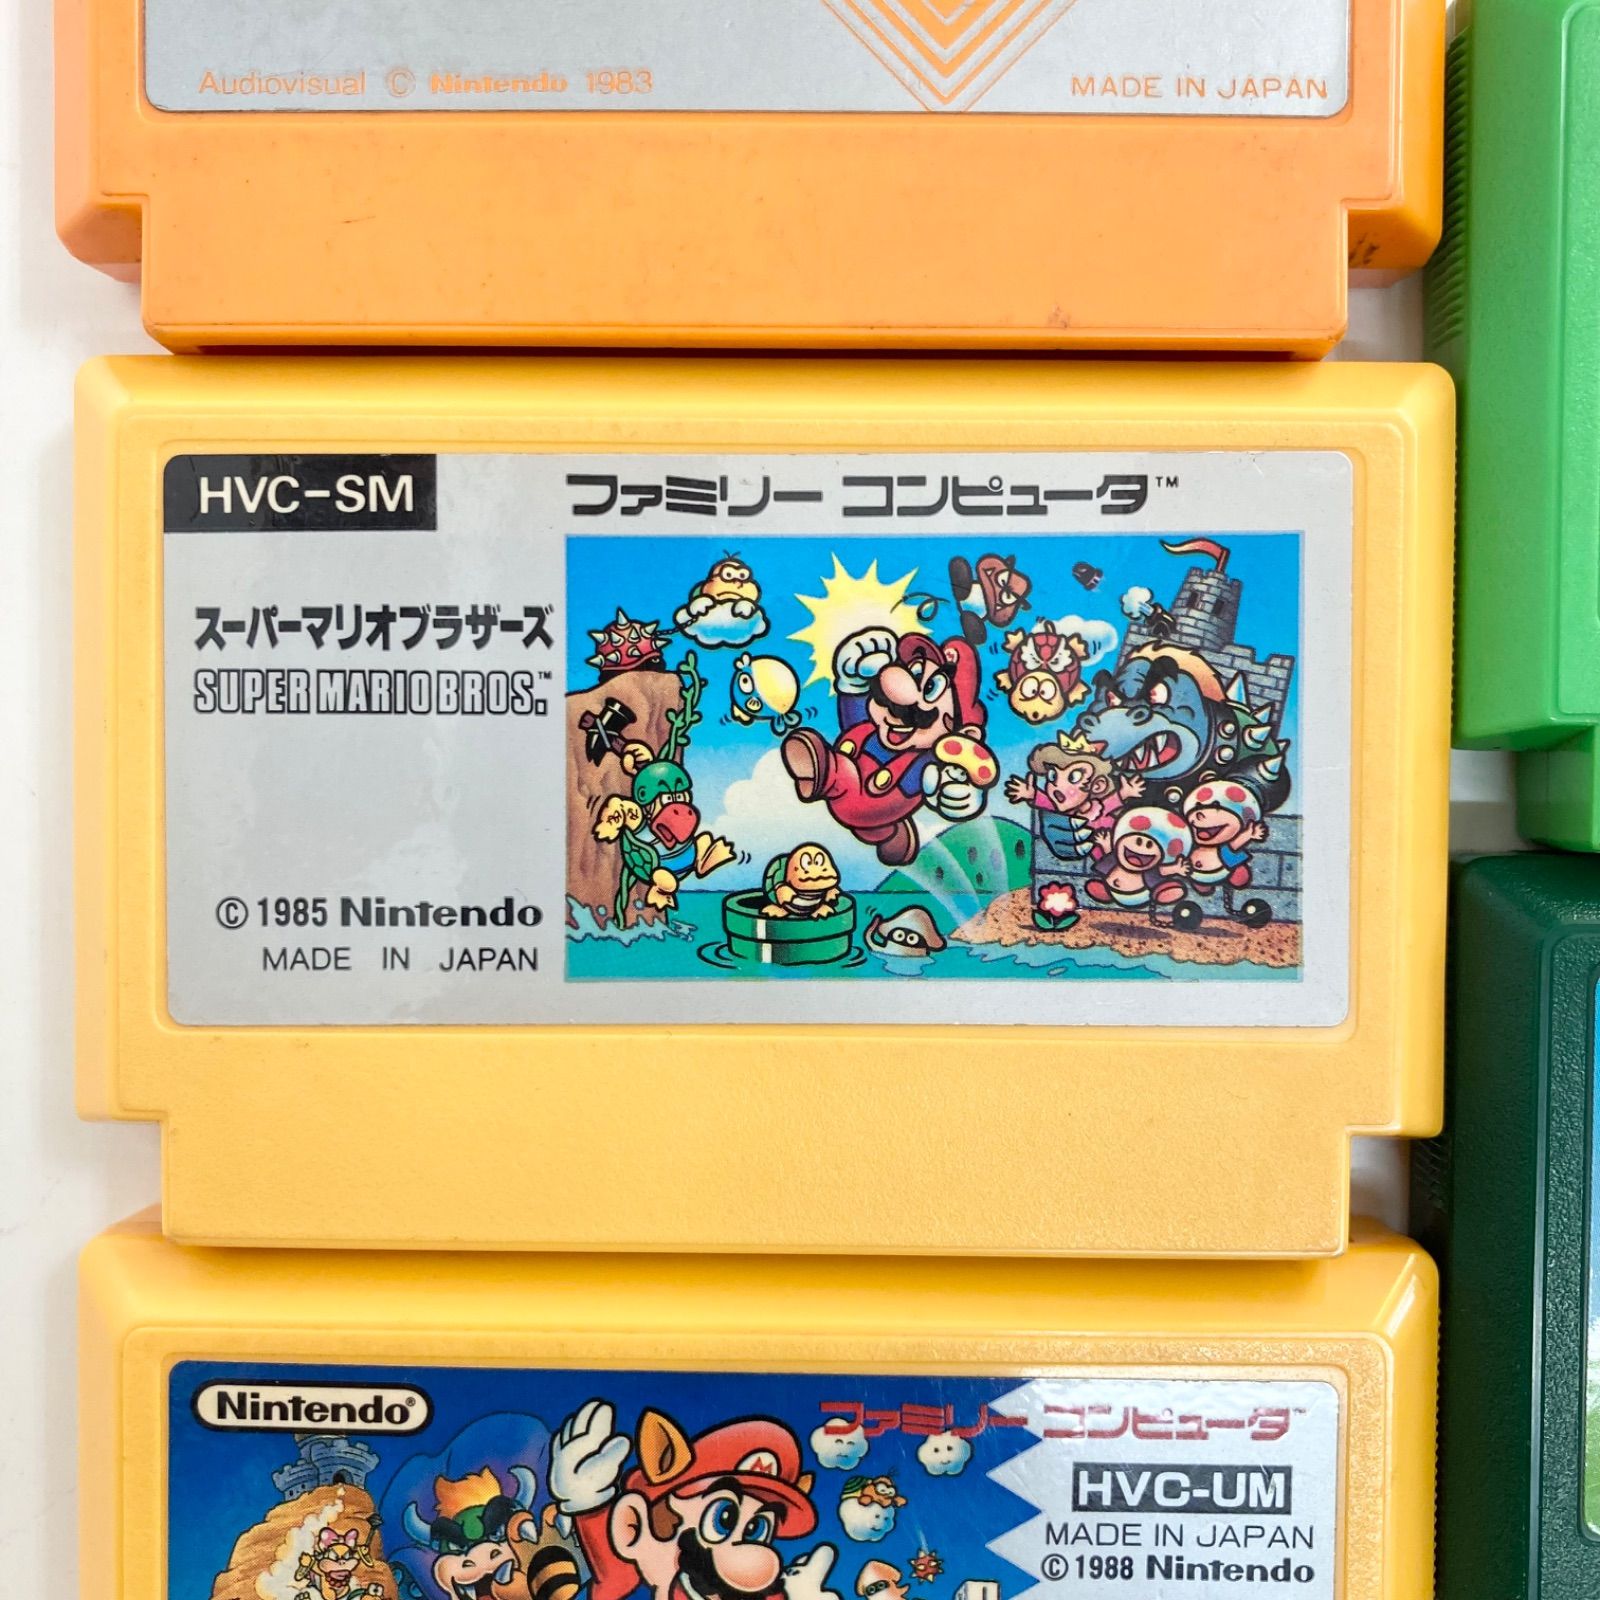 Audiovisual © Nintendo 1983
MADE IN JAPAN
HVC-SM
ファミリー コンピュータ™
スーパーマリオブラザーズ
SUPER MARIO BROS.™
© 1985 Nintendo
MADE IN JAPAN
Nintendo®
ファミリー コンピュータ™
HVC-UM
MADE IN JAPAN
© 1988 Nintendo